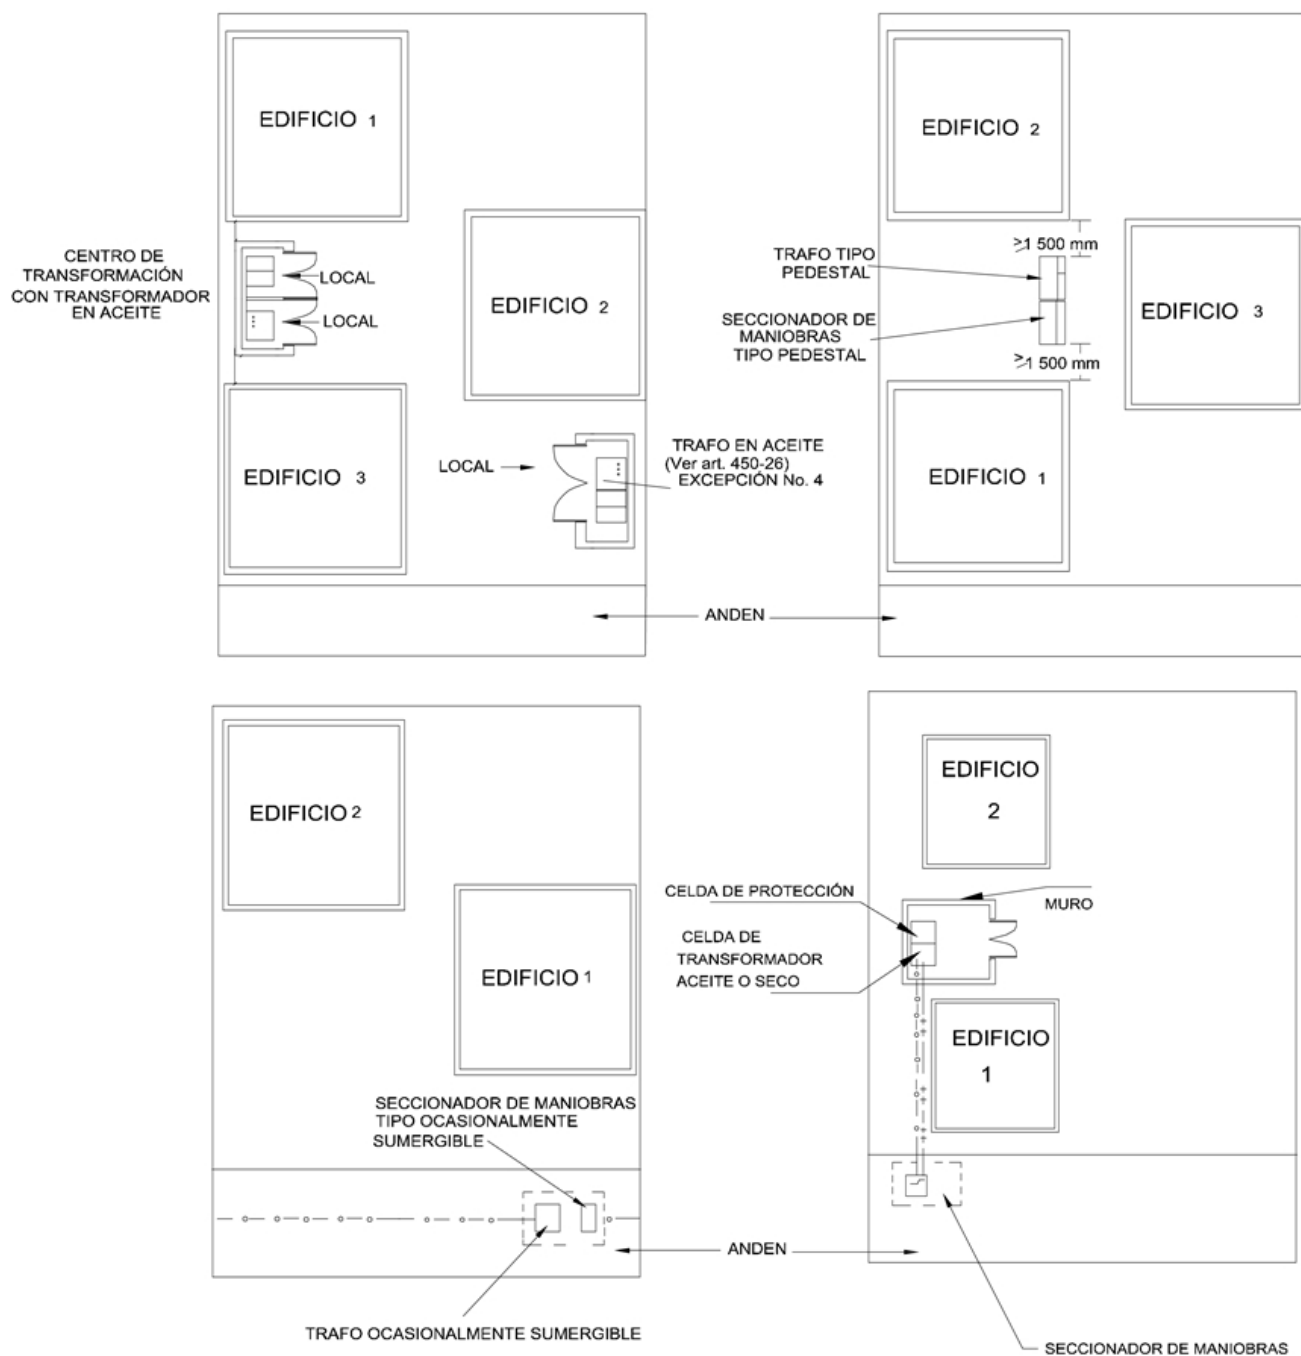 EDIFICIO 1
CENTRO DE
TRANSFORMACIÓN
CON TRANSFORMADOR
EN ACEITE
LOCAL
LOCAL
EDIFICIO 2
EDIFICIO 3
LOCAL
TRAFO EN ACEITE
(Ver art. 450-26)
EXCEPCIÓN No. 4
EDIFICIO 2
≥1 500 mm
TRAFO TIPO
PEDESTAL
SECCIONADOR DE
MANIOBRAS
TIPO PEDESTAL
≥1 500 mm
EDIFICIO 3
EDIFICIO 1
ANDEN
EDIFICIO 2
EDIFICIO 1
SECCIONADOR DE MANIOBRAS
TIPO OCASIONALMENTE
SUMERGIBLE
TRAFO OCASIONALMENTE SUMERGIBLE
EDIFICIO
2
CELDA DE PROTECCIÓN
MURO
CELDA DE
TRANSFORMADOR
ACEITE O SECO
EDIFICIO
1
ANDEN
SECCIONADOR DE MANIOBRAS